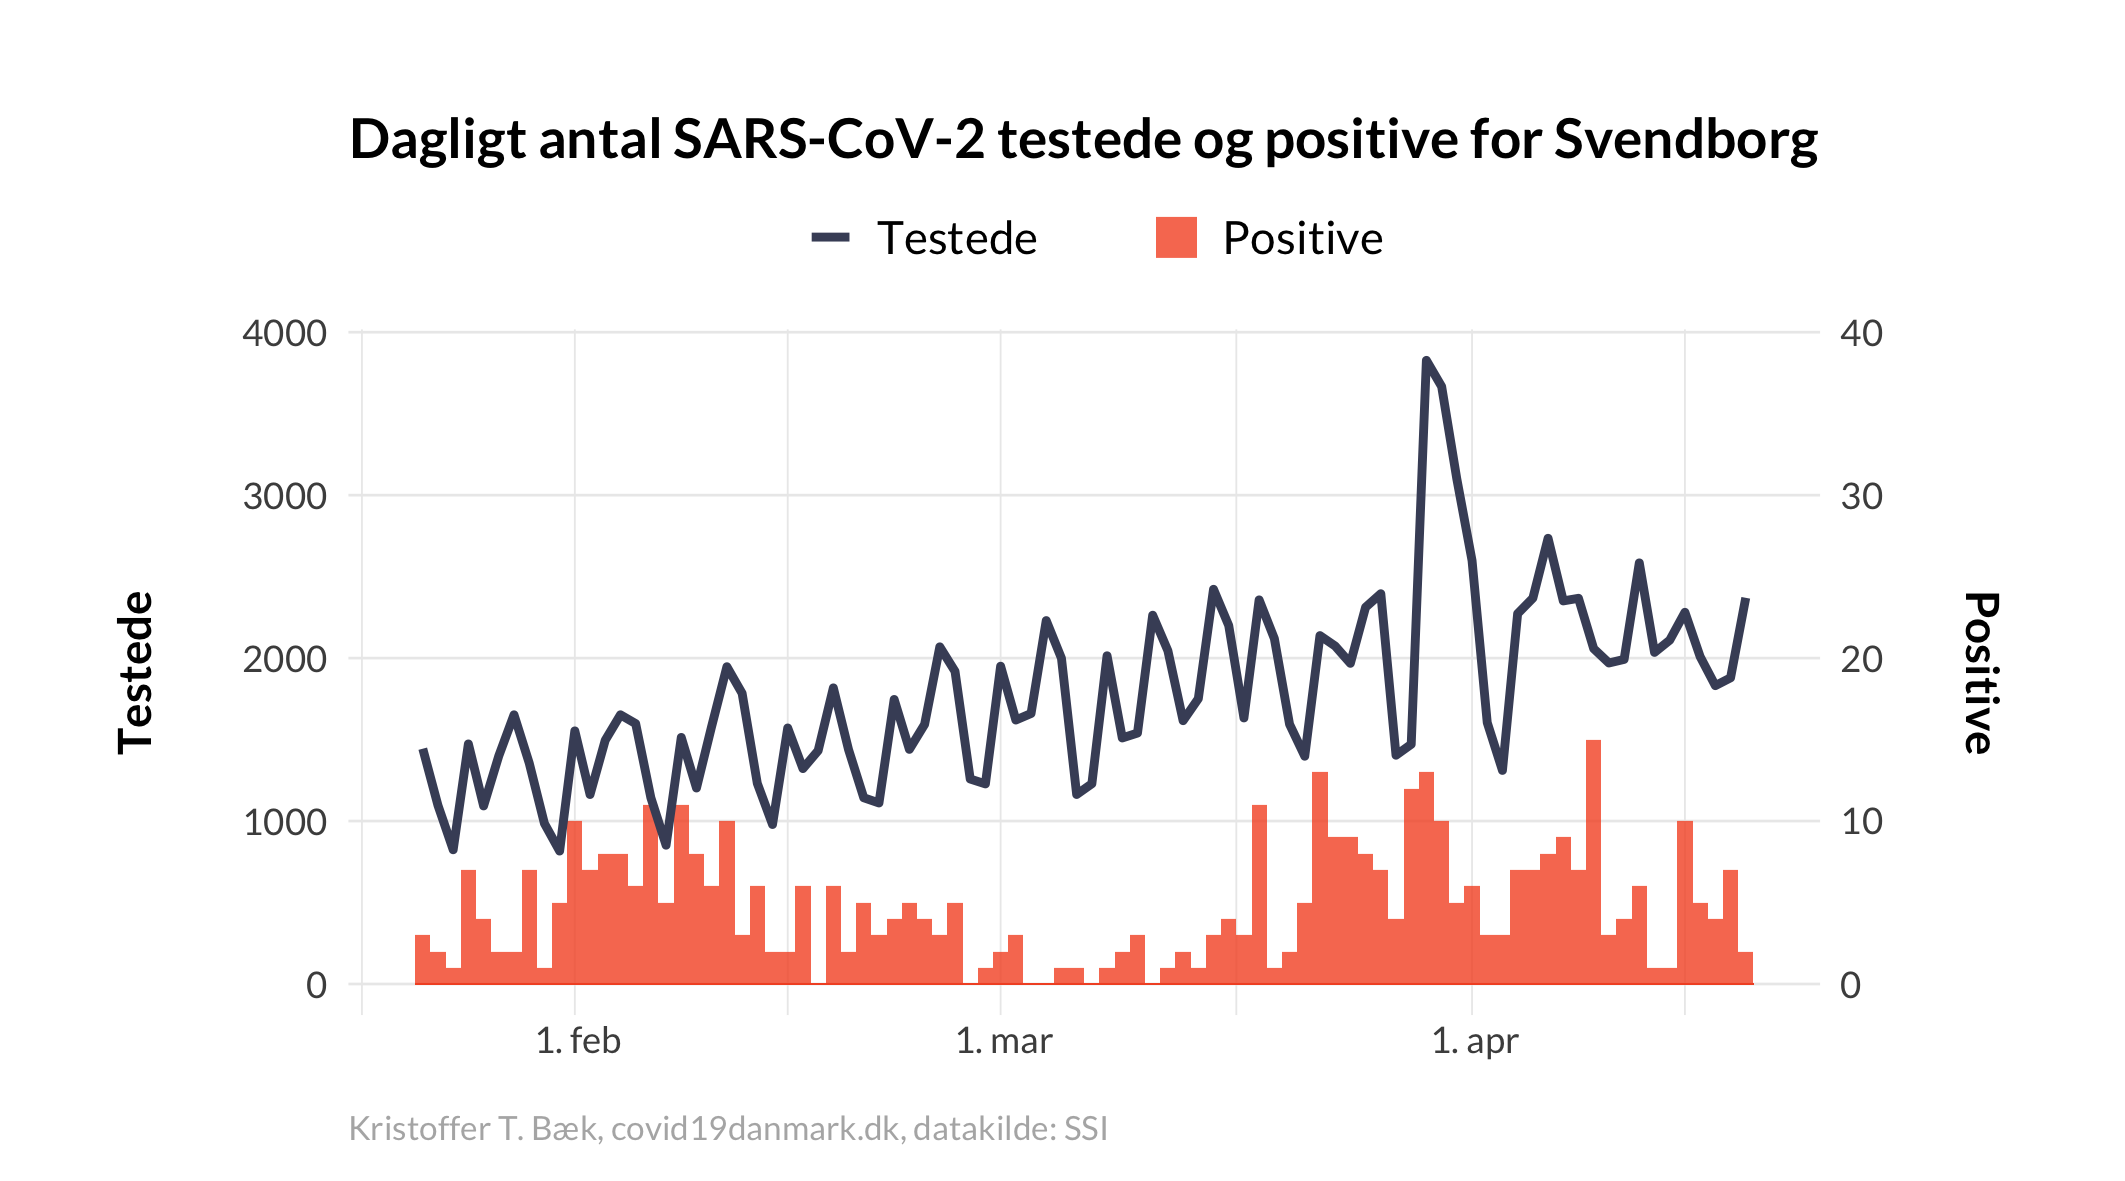 Dagligt antal SARS-CoV-2 testede og positive for Svendborg
Testede
Positive
4000
3000
2000
1000
0
40
30
20
10
0
Testede
Positive
1. feb
1. mar
1. apr
Kristoffer T. Bæk, covid19danmark.dk, datakilde: SSI